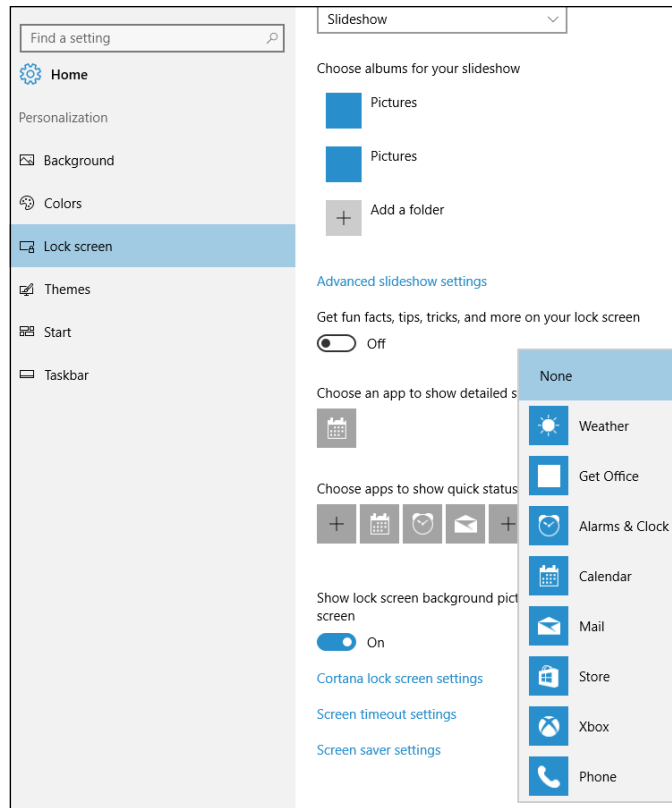 Find a setting
Home
Personalization
Background
Colors
Lock screen
Themes
Start
Taskbar
Slideshow
Choose albums for your slideshow
Pictures
Pictures
Add a folder
Advanced slideshow settings
Get fun facts, tips, tricks, and more on your lock screen
Off
Choose an app to show detailed s
Choose apps to show quick status
Show lock screen background pict
screen
On
Cortana lock screen settings
Screen timeout settings
Screen saver settings
None
Weather
Get Office
Alarms & Clock
Calendar
Mail
Store
Xbox
Phone